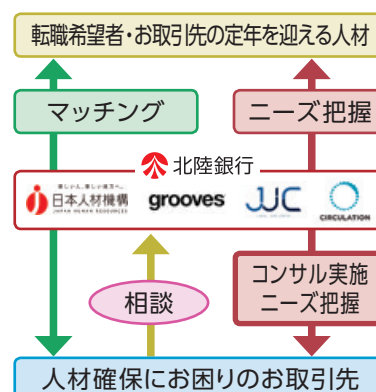 転職希望者・お取引先の定年を迎える人材
マッチング
ニーズ把握
北陸銀行
日本人材機構
JAPAN HUMAN RESOURCES
grooves
JJC
CIRCULATION
コンサル実施
ニーズ把握
相談
人材確保にお困りのお取引先